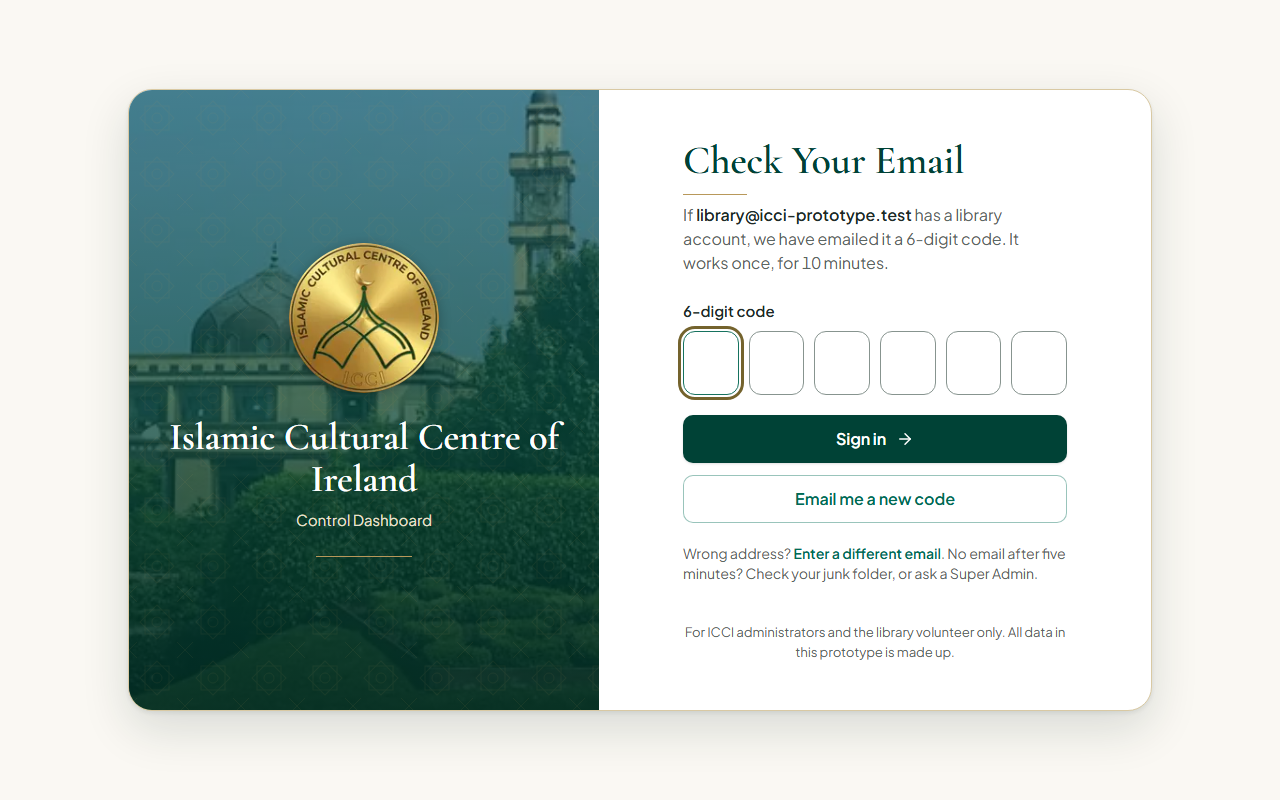 ISLAMIC CULTURAL CENTRE OF IRELAND
ICCI
Islamic Cultural Centre of
Ireland
Control Dashboard
Check Your Email
If library@icci-prototype.test has a library
account, we have emailed it a 6-digit code. It
works once, for 10 minutes.
6-digit code
Sign in →
Email me a new code
Wrong address? Enter a different email. No email after five
minutes? Check your junk folder, or ask a Super Admin.
For ICCI administrators and the library volunteer only. All data in
this prototype is made up.